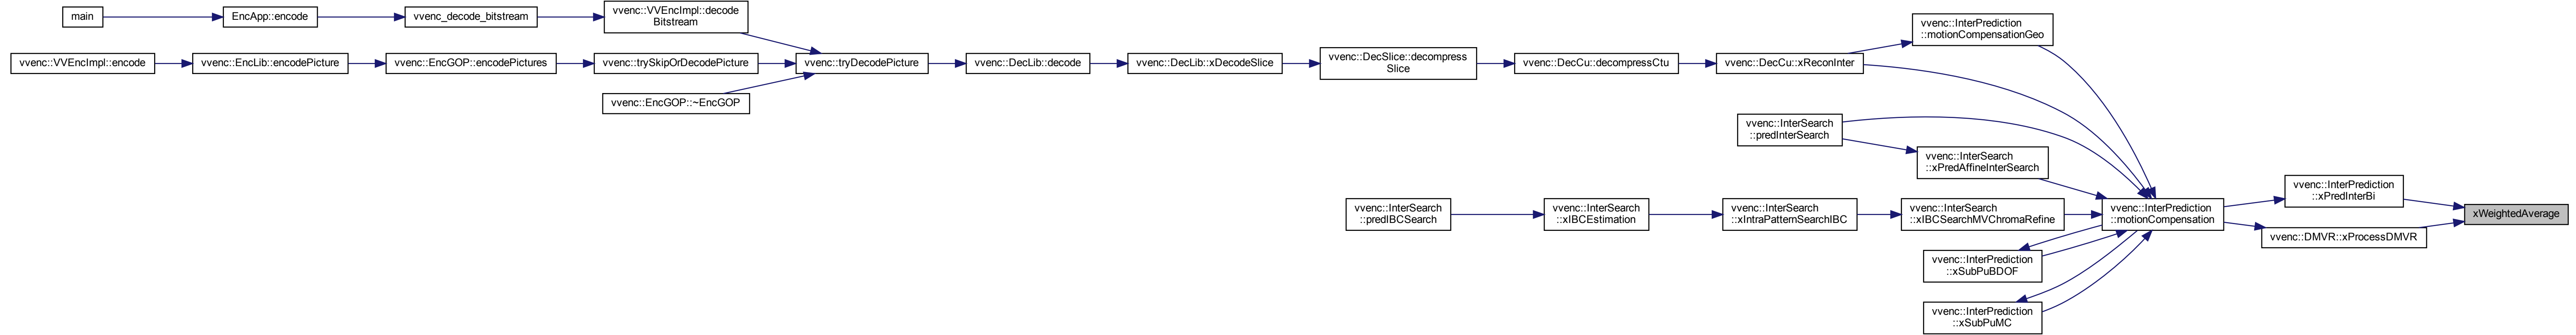 main
EncApp::encode
vvenc_decode_bitstream
vvenc::VVEncImpl::decode
Bitstream
vvenc::VVEncImpl::encode
vvenc::EncLib::encodePicture
vvenc::EncGOP::encodePictures
vvenc::trySkipOrDecodePicture
vvenc::tryDecodePicture
vvenc::EncGOP::~EncGOP
vvenc::DecLib::decode
vvenc::DecLib::xDecodeSlice
vvenc::DecSlice::decompress
Slice
vvenc::DecCu::decompressCtu
vvenc::DecCu::xReconInter
vvenc::InterPrediction
::motionCompensationGeo
vvenc::InterSearch
::predInterSearch
vvenc::InterSearch
::xPredAffineInterSearch
vvenc::InterSearch
::predIBCSearch
vvenc::InterSearch
::xIBCEstimation
vvenc::InterSearch
::xIntraPatternSearchIBC
vvenc::InterSearch
::xIBCSearchMVChromaRefine
vvenc::InterPrediction
::xSubPuBDOF
vvenc::InterPrediction
::xSubPuMC
vvenc::InterPrediction
::motionCompensation
vvenc::InterPrediction
::xPredInterBi
vvenc::DMVR::xProcessDMVR
xWeightedAverage